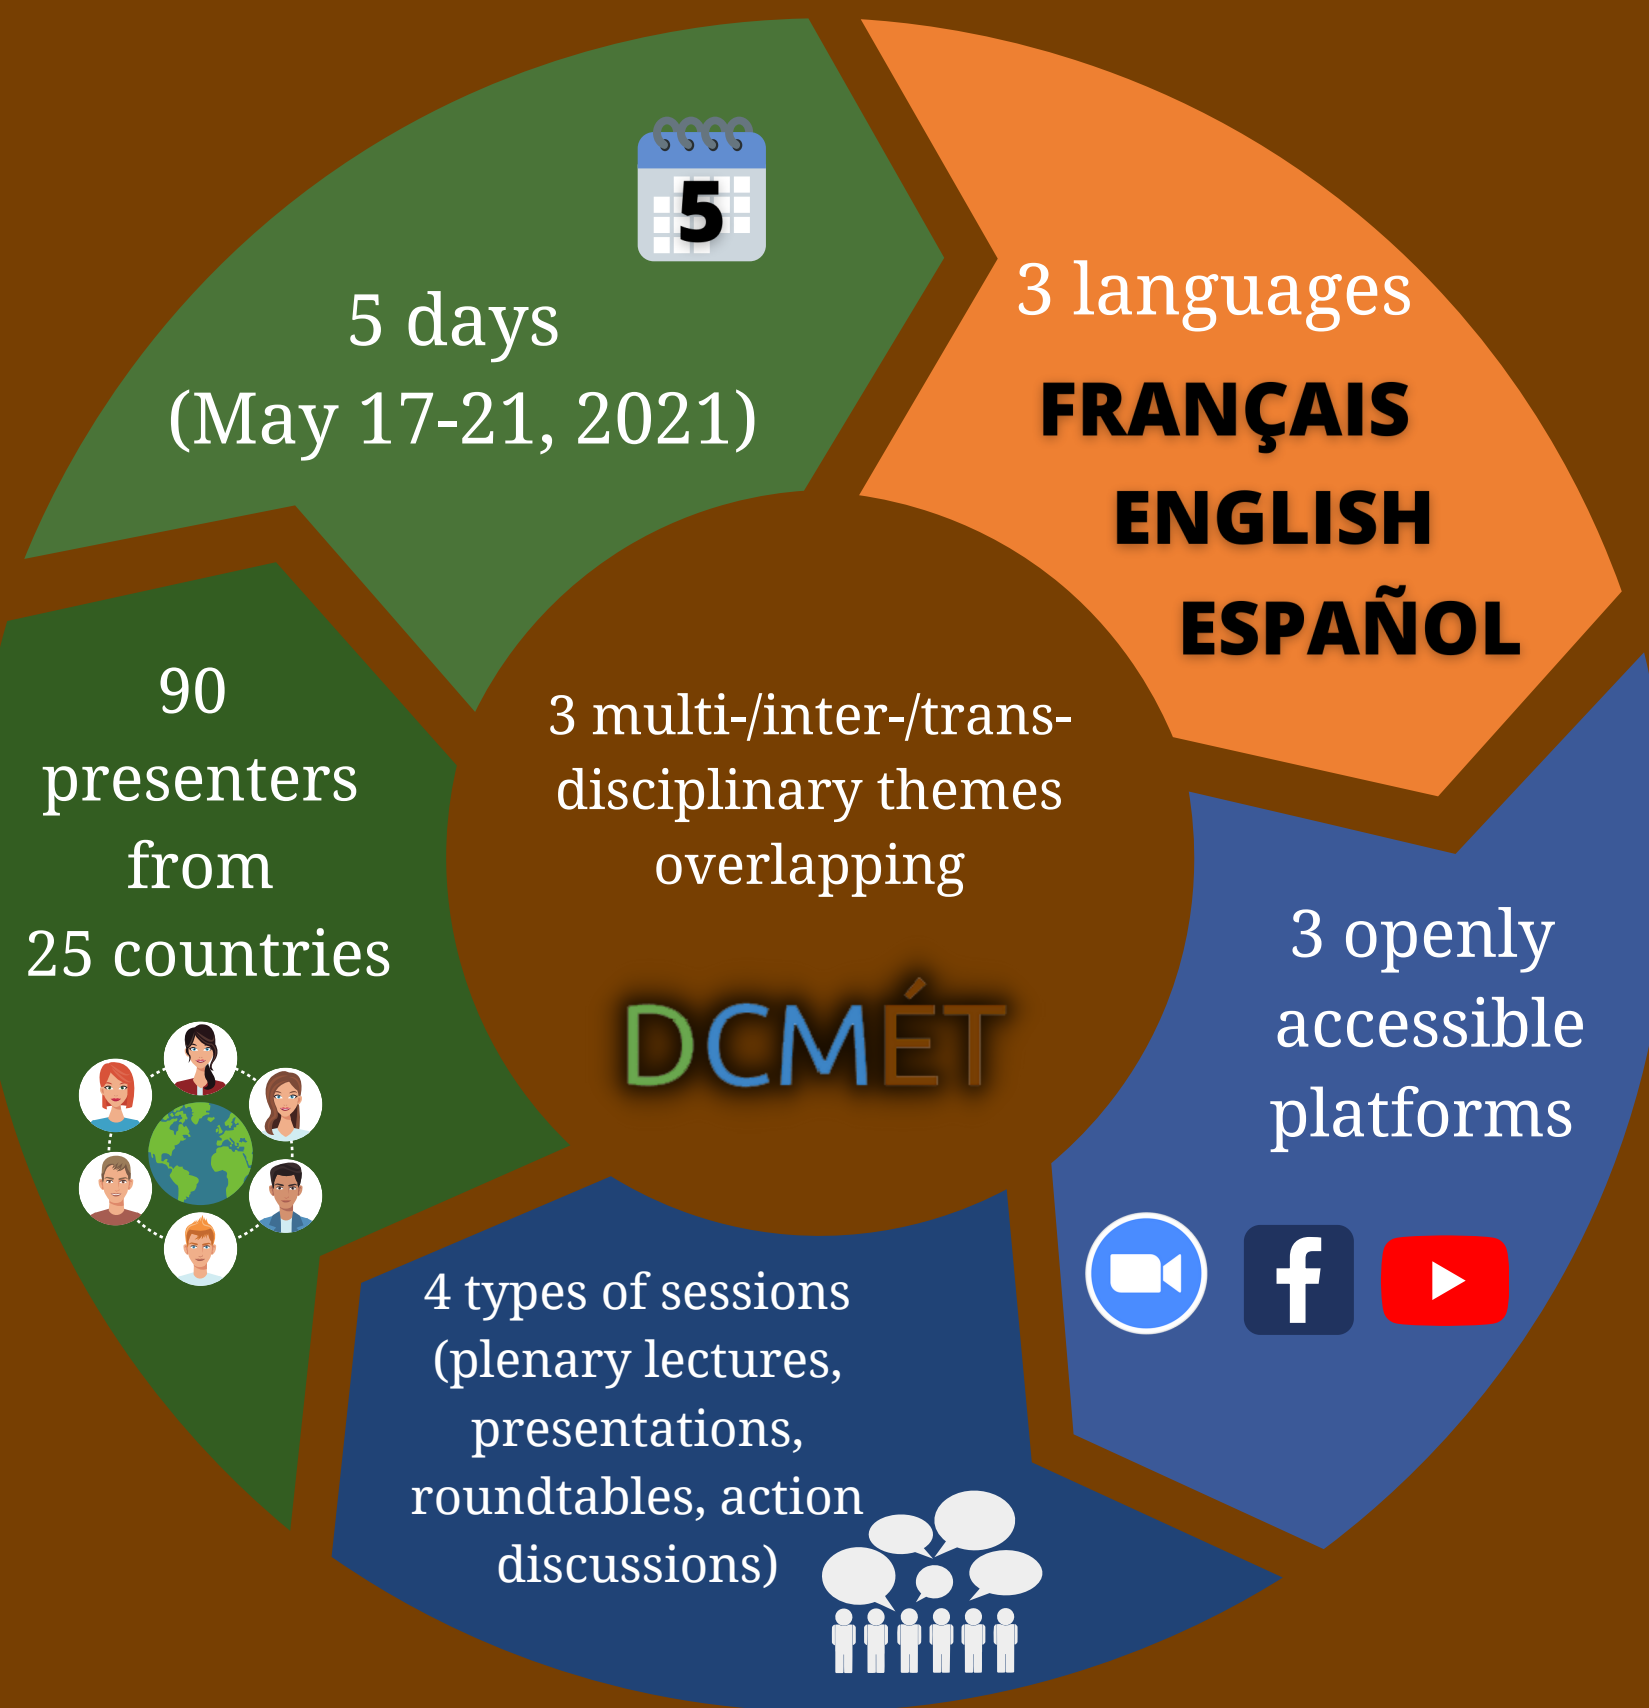 5
5 days
(May 17-21, 2021)
3 languages
FRANÇAIS
ENGLISH
ESPAÑOL
3 openly
accessible
platforms
f
4 types of sessions
(plenary lectures,
presentations,
roundtables, action
discussions)
90
presenters
from
25 countries
3 multi-/inter-/trans-
disciplinary themes
overlapping
DCMÉT